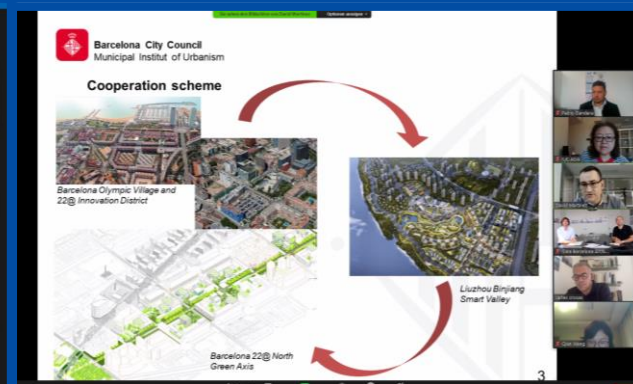 Barcelona City Council
Municipal Institut of Urbanism
Cooperation scheme
Barcelona Olympic Village and
22@ Innovation District
Liuzhou Binjiang
Smart Valley
Barcelona 22@ North
Green Axis
3